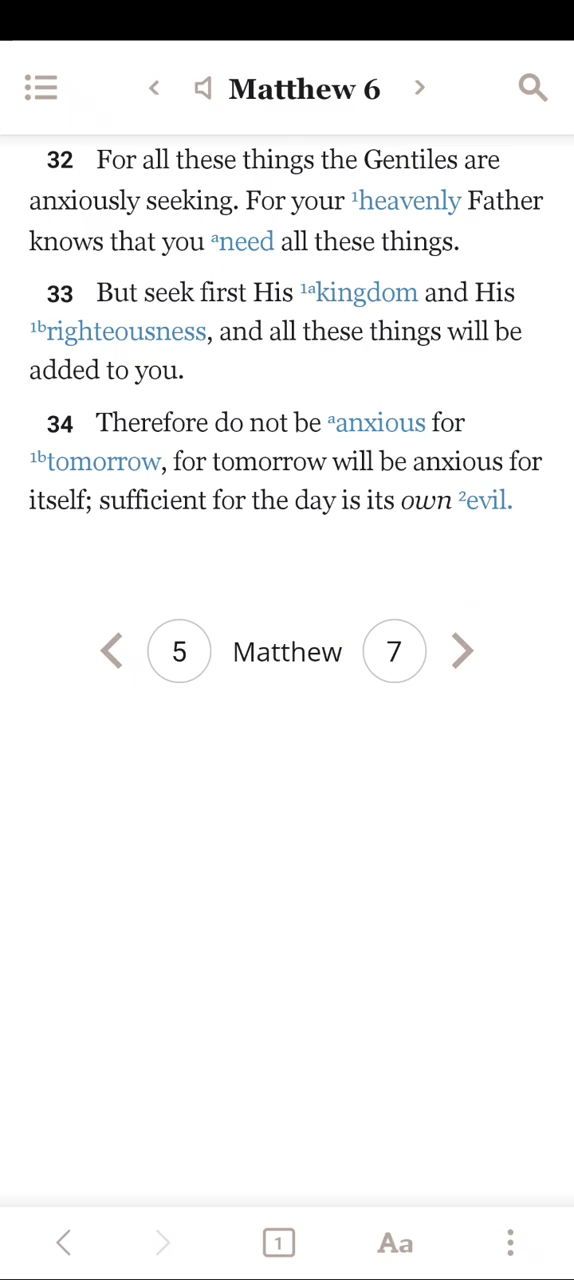 Matthew 6
32 For all these things the Gentiles are
anxiously seeking. For your ¹heavenly Father
knows that you ᵃneed all these things.
33 But seek first His ¹ᵃkingdom and His
¹ᵇrighteousness, and all these things will be
added to you.
34 Therefore do not be ᵃanxious for
¹ᵇtomorrow, for tomorrow will be anxious for
itself; sufficient for the day is its own ²evil.
5 Matthew 7
1 Aa